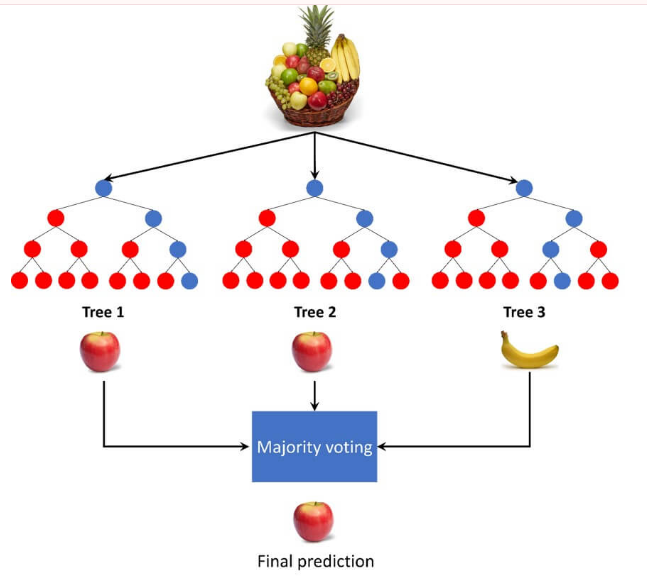 Tree 1
Tree 2
Tree 3
Majority voting
Final prediction